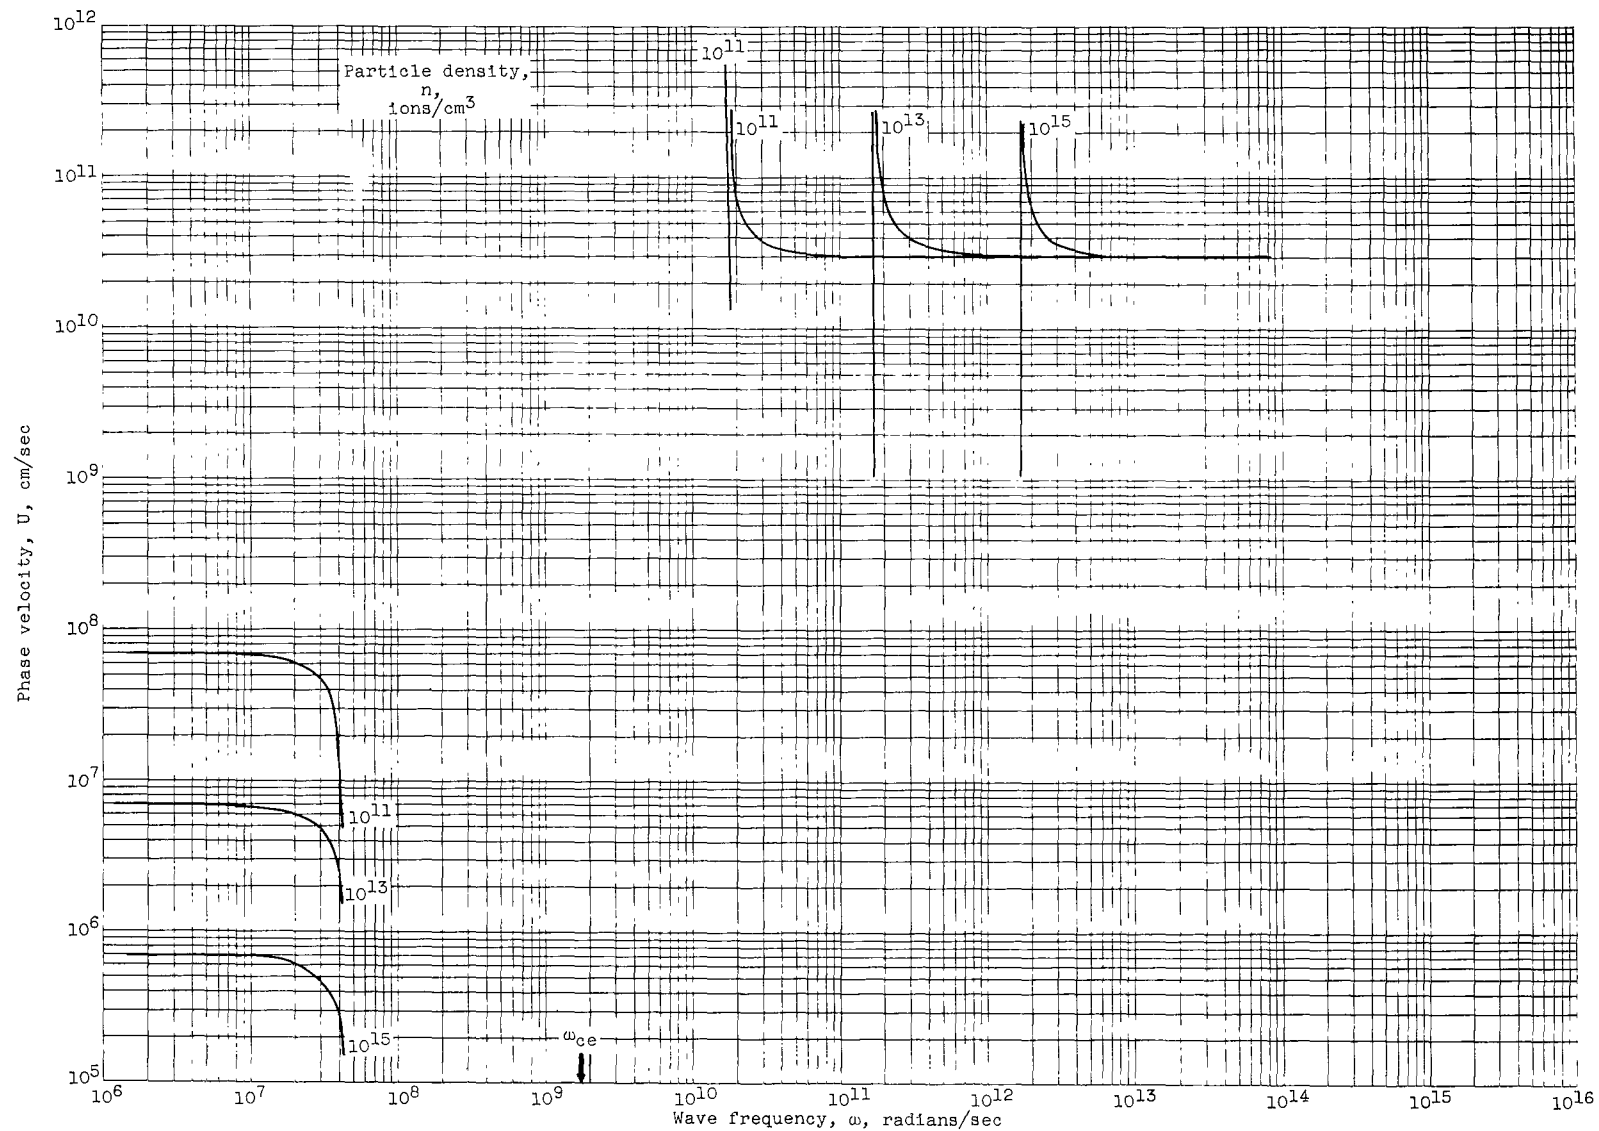 10¹²
10¹¹
10¹⁰
10⁹
10⁸
10⁷
10⁶
10⁵
Phase velocity, U, cm/sec
Particle density,
n,
ions/cm³
10¹¹
10¹¹
10¹³
10¹⁵
10¹¹
10¹³
10¹⁵
ω_ce
10⁶ 10⁷ 10⁸ 10⁹ 10¹⁰ 10¹¹ 10¹² 10¹³ 10¹⁴ 10¹⁵ 10¹⁶
Wave frequency, ω, radians/sec